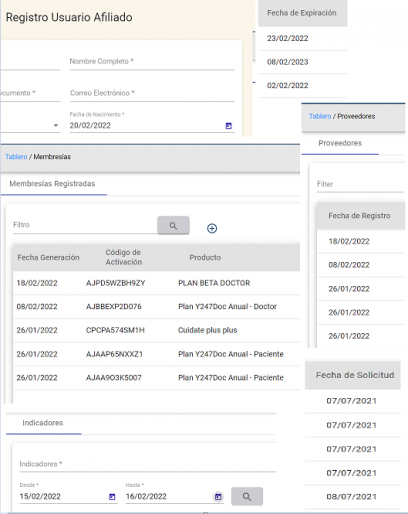 Registro Usuario Afiliado
Nombre Completo *
ocumento *
Correo Electrónico *
Fecha de Nacimiento *
20/02/2022
Fecha de Expiración
23/02/2022
08/02/2023
02/02/2022
Tablero / Membresías
Membresías Registradas
Filtro
Fecha Generación Código de Activación Producto
18/02/2022 AJPD5WZBH9ZY PLAN BETA DOCTOR
08/02/2022 AJBBEXP2D076 Plan Y247Doc Anual - Doctor
26/01/2022 CPCPA574SM1H Cuidate plus plus
26/01/2022 AJAAP65NXXZ1 Plan Y247Doc Anual - Paciente
26/01/2022 AJAA9O3K5007 Plan Y247Doc Anual - Paciente
Tablero / Proveedores
Proveedores
Filter
Fecha de Registro
18/02/2022
08/02/2022
26/01/2022
26/01/2022
26/01/2022
Indicadores
Indicadores *
Desde *
15/02/2022
Hasta *
16/02/2022
Fecha de Solicitud
07/07/2021
07/07/2021
07/07/2021
07/07/2021
08/07/2021